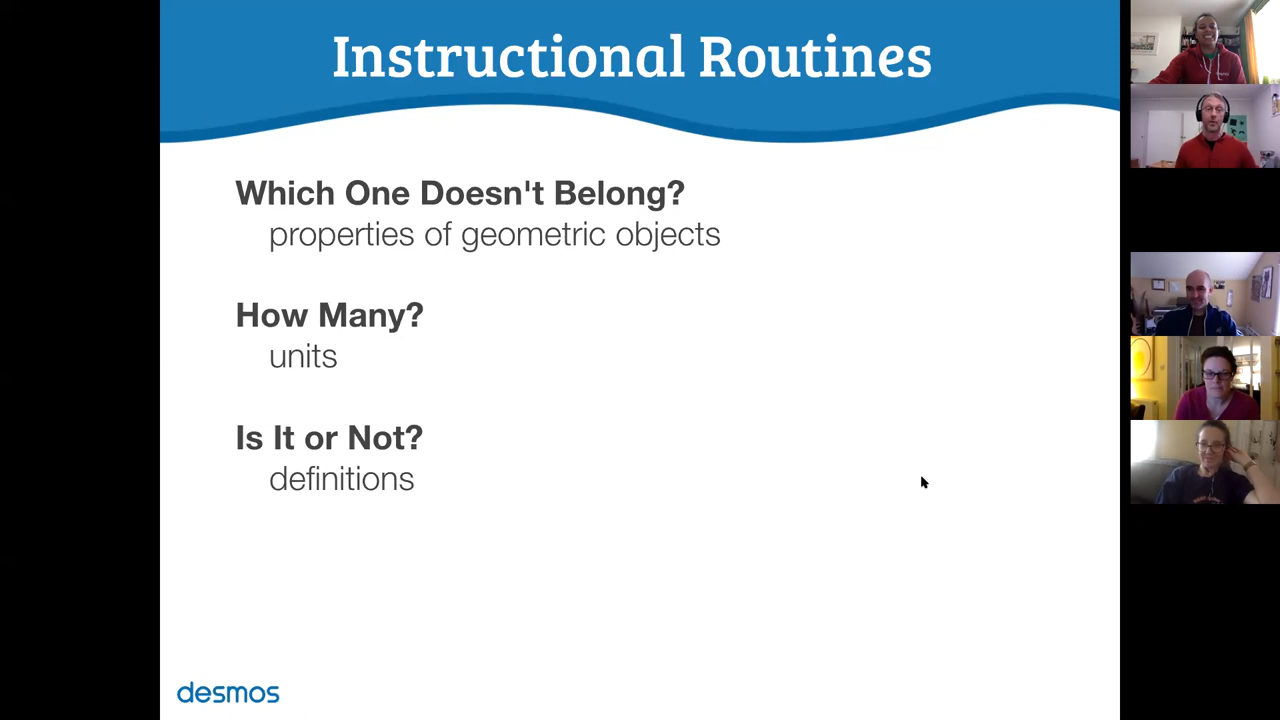 Instructional Routines
Which One Doesn't Belong?
properties of geometric objects
How Many?
units
Is It or Not?
definitions
desmos